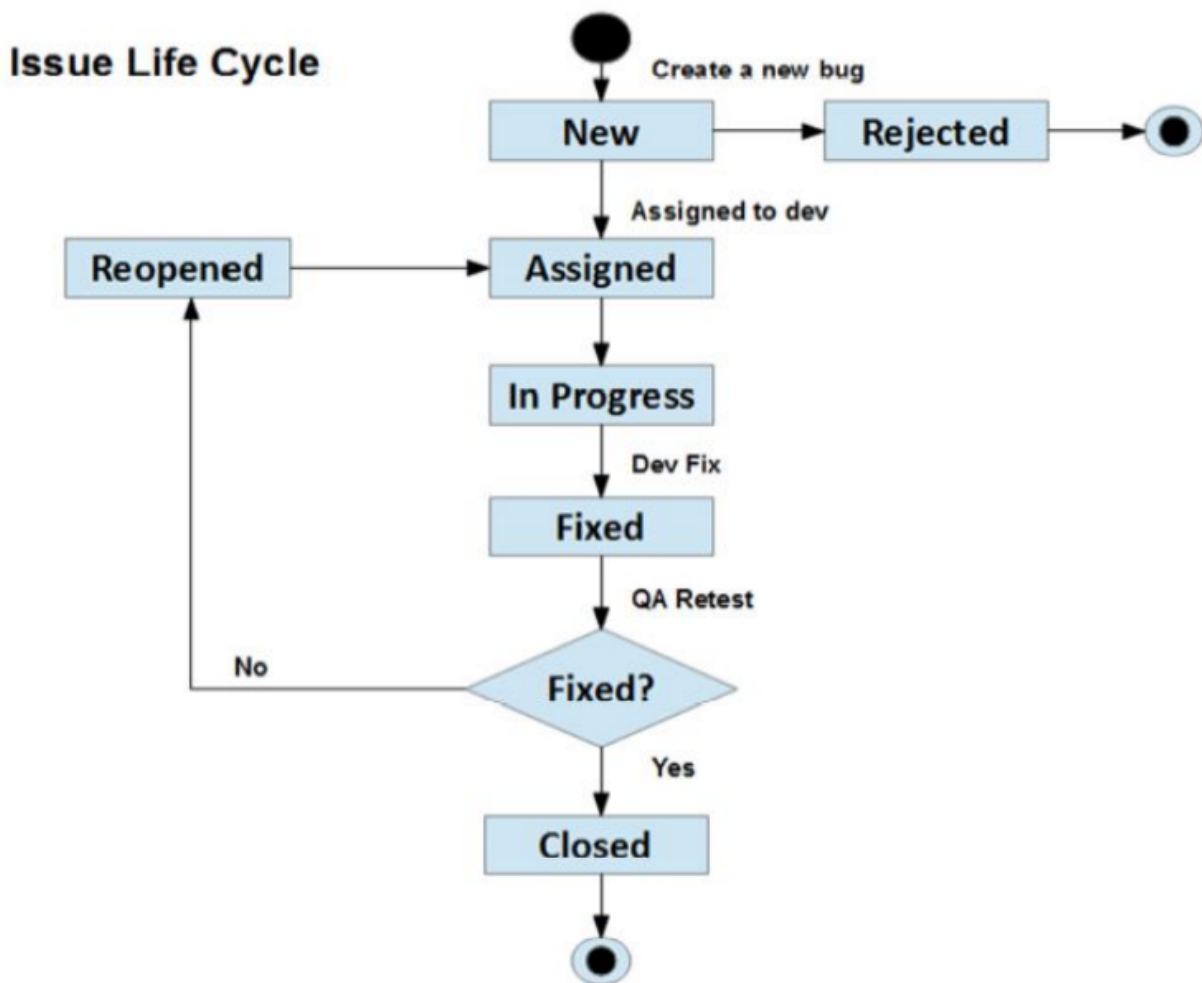 Issue Life Cycle
Create a new bug
New
Rejected
Assigned to dev
Reopened
Assigned
In Progress
Dev Fix
Fixed
QA Retest
No
Fixed?
Yes
Closed